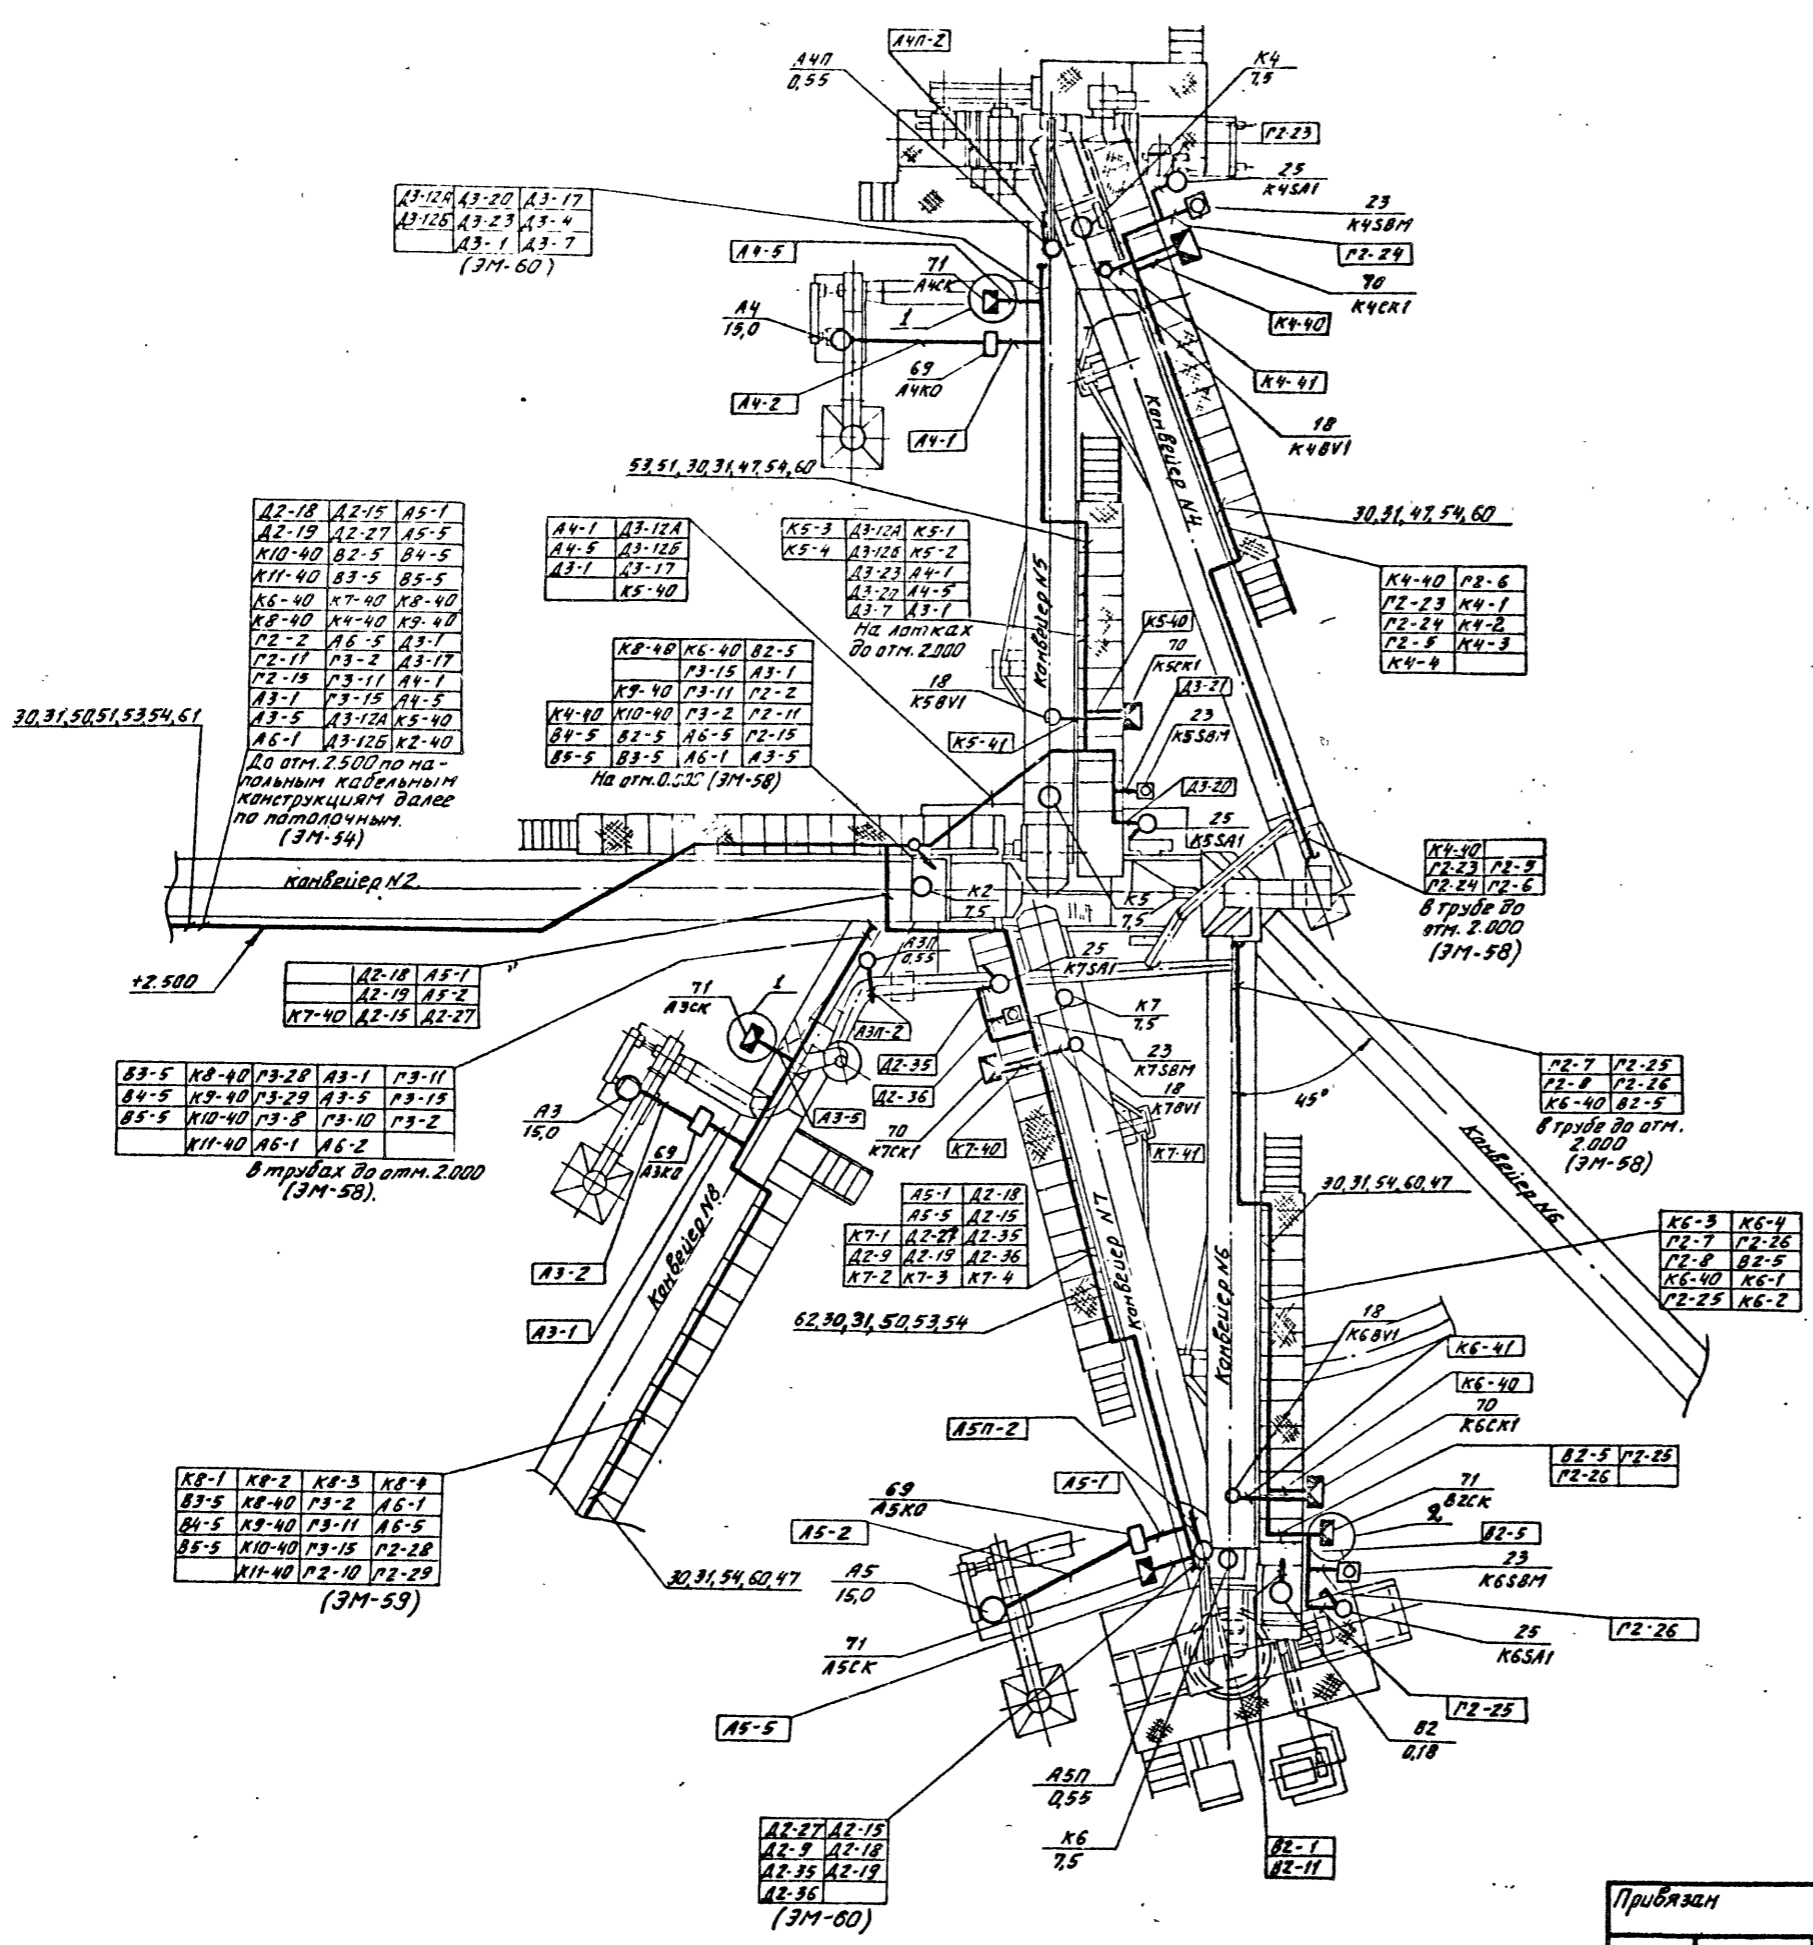 А4П-2
А4П
0,55
К4
7,5
Г2-23
25
К4SA1
23
К4SBM
Г2-24
70
К4СК1
К4-40
К4-41
18
К4BV1
Д3-12А Д3-20 Д3-17
Д3-12Б Д3-23 Д3-4
Д3-1 Д3-7
(ЭМ-60)
А4-5
71
А4СК
1
А4
15,0
69
А4КО
А4-2
А4-1
конвейер N4
53,51,30,31,47,54,60
30,31,47,54,60
Д2-18 Д2-15 А5-1
Д2-19 Д2-27 А5-5
К10-40 В2-5 В4-5
К11-40 В3-5 В5-5
К6-40 К7-40 К8-40
К8-40 К4-40 К9-40
Г2-2 А6-5 Д3-1
Г2-11 Г3-2 Д3-17
Г2-15 Г3-11 А4-1
А3-1 Г3-15 А4-5
А3-5 Д3-12А К5-40
А6-1 Д3-12Б К2-40
До отм. 2.500 по на-
польным кабельным
конструкциям далее
по потолочным.
(ЭМ-54)
30,31,50,51,53,54,61
А4-1 Д3-12А
А4-5 Д3-12Б
Д3-1 Д3-17
К5-40
К5-3 Д3-12А К5-1
К5-4 Д3-12Б К5-2
Д3-23 А4-1
Д3-20 А4-5
Д3-7 Д3-1
На лотках
до отм. 2.000
К4-40 Г2-6
Г2-23 К4-1
Г2-24 К4-2
Г2-5 К4-3
К4-4
К8-40 К6-40 В2-5
Г3-15 А3-1
К9-40 Г3-11 Г2-2
К4-40 К10-40 Г3-2 Г2-11
В4-5 В2-5 А6-5 Г2-15
В5-5 В3-5 А6-1 А3-5
На отм. 0.000 (ЭМ-58)
конвейер N5
18
К5BV1
К5-41
К5-40
70
К5СК1
Д3-21
23
К5SBM
Д3-20
25
К5SA1
К4-40
Г2-23 Г2-5
Г2-24 Г2-6
в трубе до
отм. 2.000
(ЭМ-58)
конвейер N2
К2
7,5
К5
7,5
+2.500
Д2-18 А5-1
Д2-19 А5-2
К7-40 Д2-15 Д2-27
А3П
0,55
25
К7SA1
К7
7,5
71
А3СК
1
А3П-2
Д2-35
Д2-36
23
К7SBM
18
К7BV1
В3-5 К8-40 Г3-28 А3-1 Г3-11
В4-5 К9-40 Г3-29 А3-5 Г3-15
В5-5 К10-40 Г3-8 Г3-10 Г3-2
К11-40 А6-1 А6-2
в трубах до отм. 2.000
(ЭМ-58).
А3
15,0
69
А3КО
А3-5
70
К7СК1
К7-40
К7-41
45°
Г2-7 Г2-25
Г2-8 Г2-26
К6-40 В2-5
в трубе до отм.
2.000
(ЭМ-58)
Конвейер N6
30,31,54,60,47
А5-1 Д2-18
А5-5 Д2-15
К7-1 Д2-27 Д2-35
Д2-9 Д2-19 Д2-36
К7-2 К7-3 К7-4
К6-3 К6-4
Г2-7 Г2-26
Г2-8 В2-5
К6-40 К6-1
Г2-25 К6-2
А3-2
А3-1
Конвейер N8
62,30,31,50,53,54
конвейер N7
Конвейер N6
18
К6BV1
К6-41
К6-40
70
К6СК1
В2-5 Г2-25
Г2-26
К8-1 К8-2 К8-3 К8-4
В3-5 К8-40 Г3-2 А6-1
В4-5 К9-40 Г3-11 А6-5
В5-5 К10-40 Г3-15 Г2-28
К11-40 Г2-10 Г2-29
(ЭМ-59)
30,31,54,60,47
А5П-2
А5-1
69
А5КО
А5-2
А5
15,0
71
А5СК
А5-5
71
В2СК
2
В2-5
23
К6SBM
Г2-26
25
К6SA1
Г2-25
В2
0,18
А5П
0,55
К6
7,5
В2-1
В2-11
Д2-27 Д2-15
Д2-9 Д2-18
Д2-35 Д2-19
Д2-36
(ЭМ-60)
Привязан